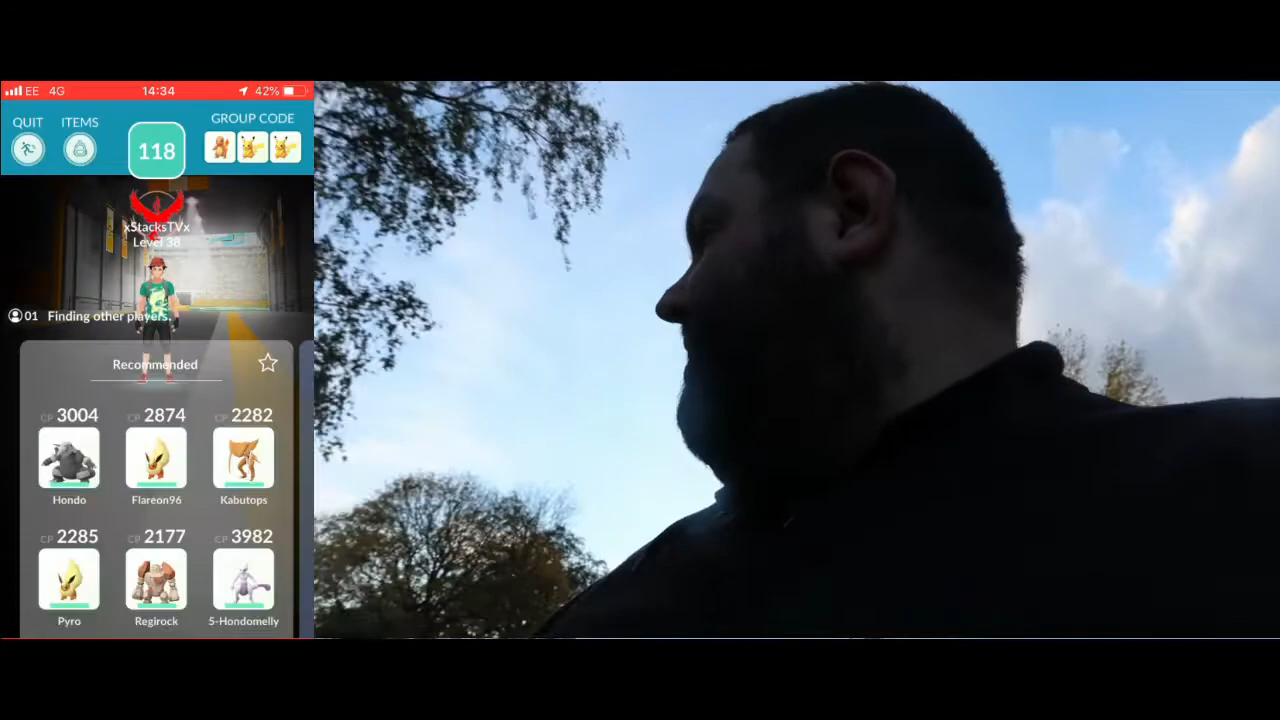 EE 4G 14:34 42%
QUIT ITEMS GROUP CODE
118
xStacksTVx
Level 38
01 Finding other players.
Recommended
CP 3004 CP 2874 CP 2282
Hondo Flareon96 Kabutops
CP 2285 CP 2177 CP 3982
Pyro Regirock 5-Hondomelly